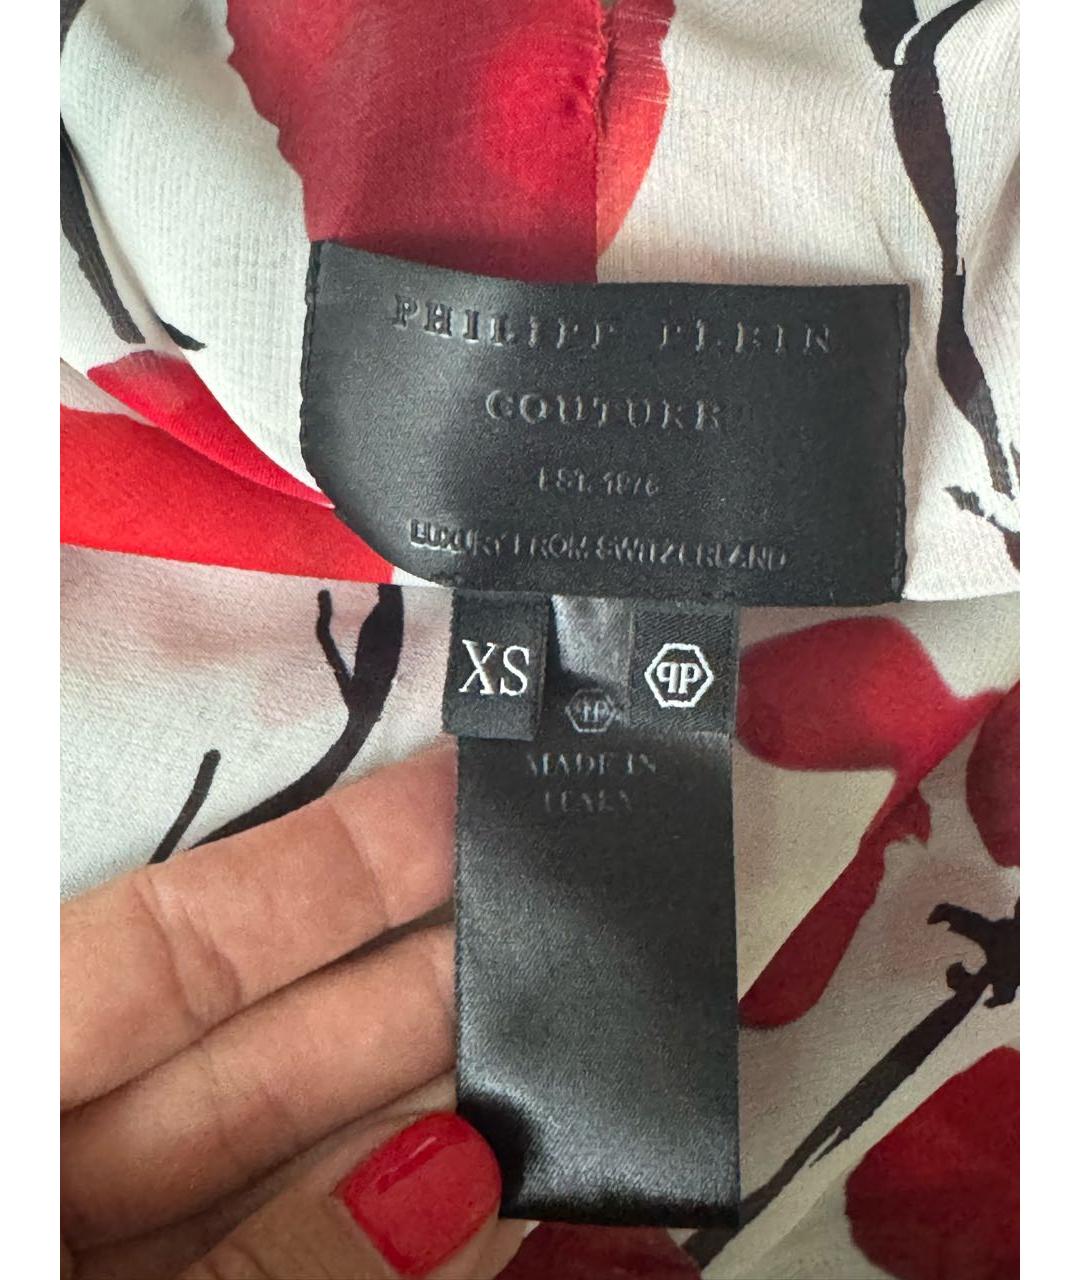 PHILIPP PLEIN
COUTURE
EST. 1978
LUXURY FROM SWITZERLAND
XS
PP
PP
MADE IN
ITALY